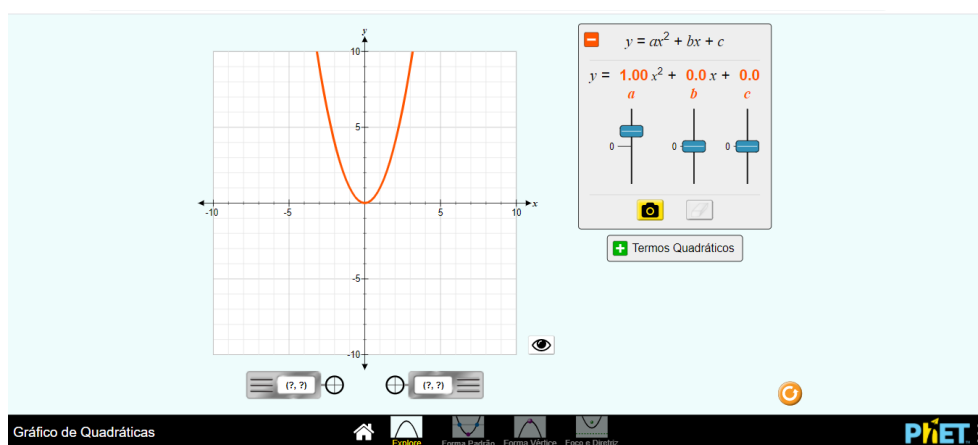 y
10
5
-10
-5
5
10
x
-5
-10
(?, ?)
(?, ?)
y = ax² + bx + c
y = 1.00 x² + 0.0 x + 0.0
a b c
0 0 0
Termos Quadráticos
Gráfico de Quadráticas
Explore
Forma Padrão
Forma Vértice
Foco e Diretriz
PhET